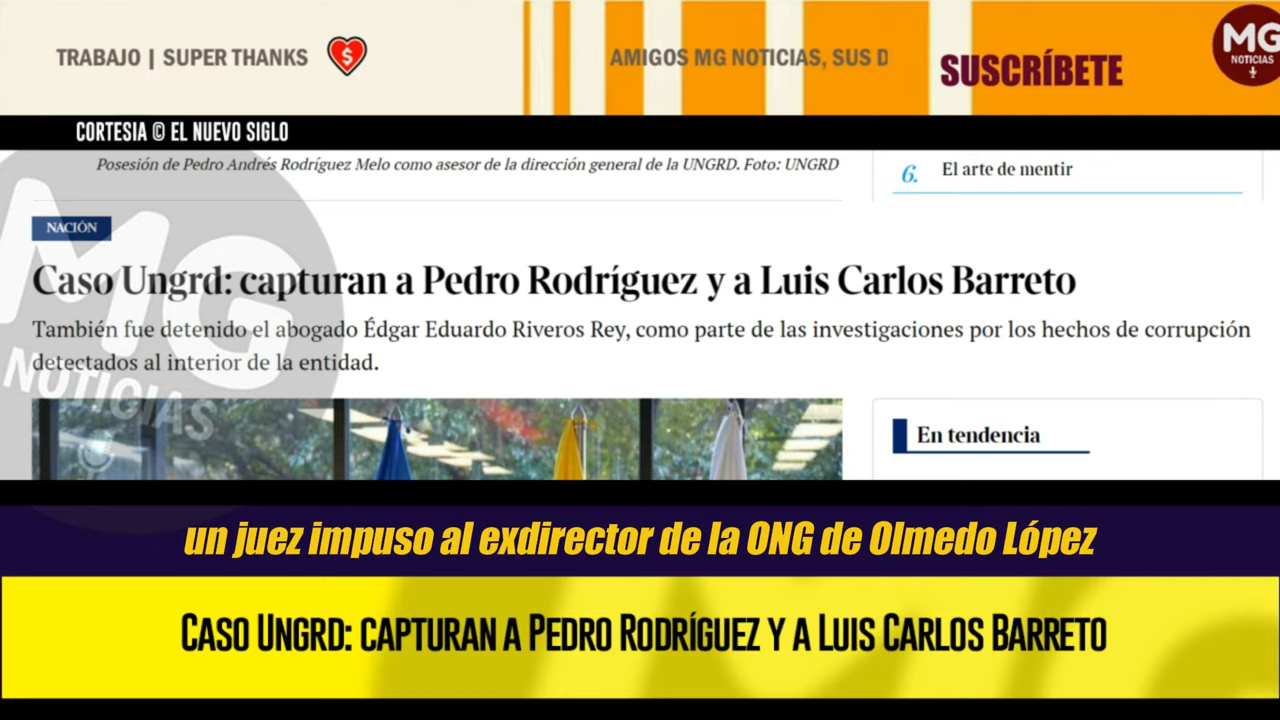 TRABAJO | SUPER THANKS
$
AMIGOS MG NOTICIAS, SUS D
SUSCRÍBETE
MG
NOTICIAS
CORTESIA © EL NUEVO SIGLO
Posesión de Pedro Andrés Rodríguez Melo como asesor de la dirección general de la UNGRD. Foto: UNGRD
6. El arte de mentir
NACIÓN
Caso Ungrd: capturan a Pedro Rodríguez y a Luis Carlos Barreto
También fue detenido el abogado Édgar Eduardo Riveros Rey, como parte de las investigaciones por los hechos de corrupción
detectados al interior de la entidad.
MG
NOTICIAS
En tendencia
un juez impuso al exdirector de la ONG de Olmedo López
CASO UNGRD: CAPTURAN A PEDRO RODRÍGUEZ Y A LUIS CARLOS BARRETO